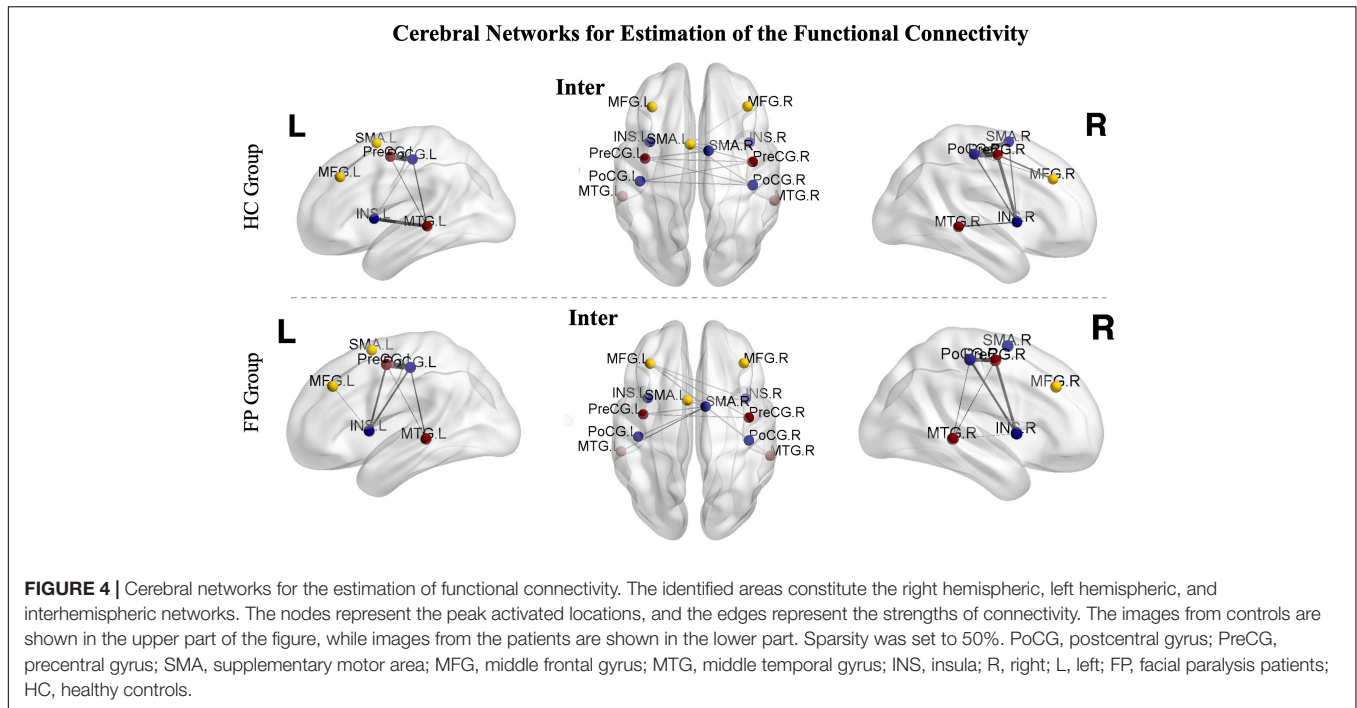 Cerebral Networks for Estimation of the Functional Connectivity
HC Group
L
SMA.L
PreCG.L
MFG.L
INS.L
MTG.L
Inter
MFG.L
MFG.R
INS.L
SMA.L
SMA.R
INS.R
PreCG.L
PreCG.R
PoCG.L
PoCG.R
MTG.L
MTG.R
R
SMA.R
PreCG.R
MFG.R
MTG.R
INS.R
FP Group
L
SMA.L
MFG.L
INS.L
MTG.L
Inter
MFG.L
MFG.R
INS.L
SMA.L
SMA.R
INS.R
PreCG.L
PreCG.R
PoCG.L
PoCG.R
MTG.
MTG.R
R
SMA.R
PreCG.R
MFG.R
MTG.R
INS.R
FIGURE 4 | Cerebral networks for the estimation of functional connectivity. The identified areas constitute the right hemispheric, left hemispheric, and
interhemispheric networks. The nodes represent the peak activated locations, and the edges represent the strengths of connectivity. The images from controls are
shown in the upper part of the figure, while images from the patients are shown in the lower part. Sparsity was set to 50%. PoCG, postcentral gyrus; PreCG,
precentral gyrus; SMA, supplementary motor area; MFG, middle frontal gyrus; MTG, middle temporal gyrus; INS, insula; R, right; L, left; FP, facial paralysis patients;
HC, healthy controls.